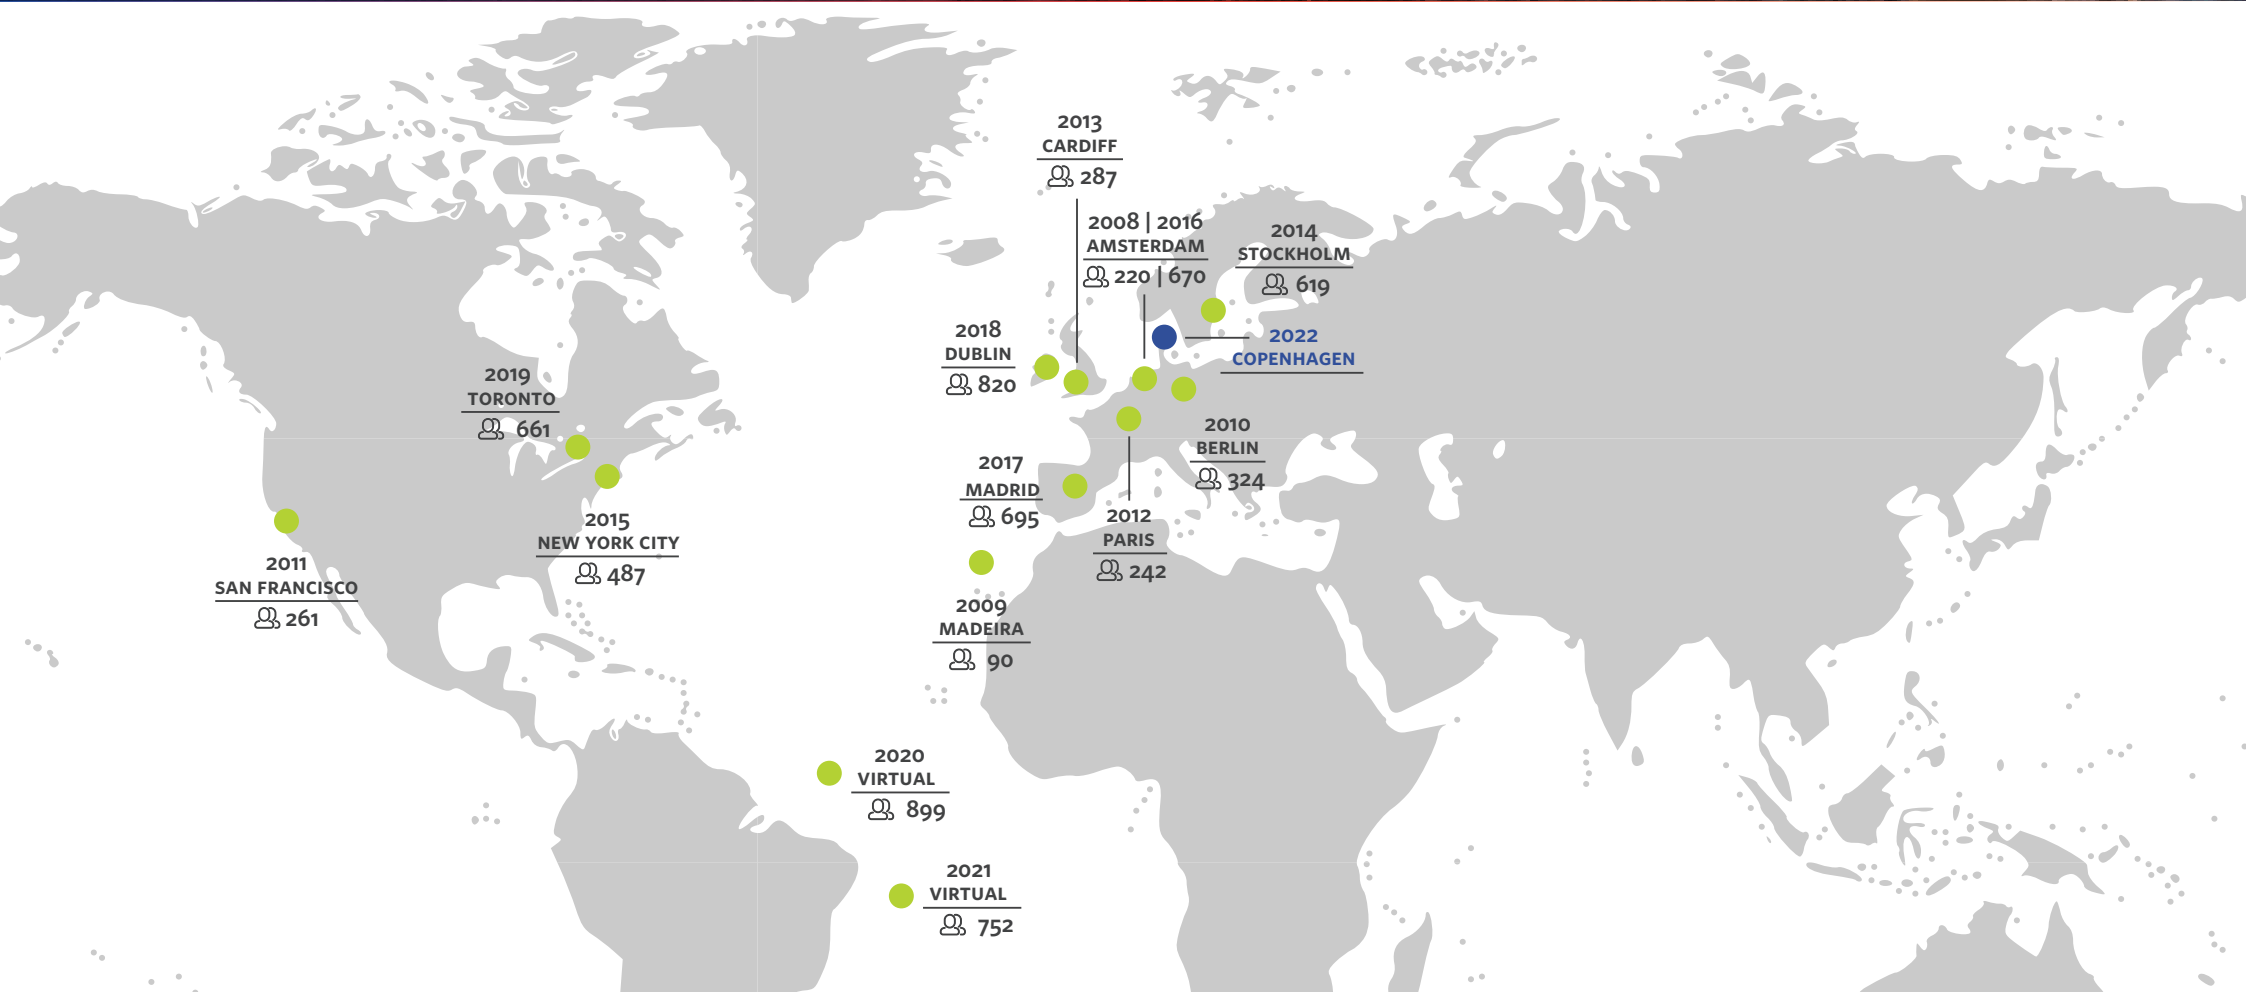 2013
CARDIFF
287
2008 | 2016
AMSTERDAM
220 | 670
2014
STOCKHOLM
619
2018
DUBLIN
820
2022
COPENHAGEN
2019
TORONTO
661
2010
BERLIN
324
2017
MADRID
695
2015
NEW YORK CITY
487
2012
PARIS
242
2011
SAN FRANCISCO
261
2009
MADEIRA
90
2020
VIRTUAL
899
2021
VIRTUAL
752